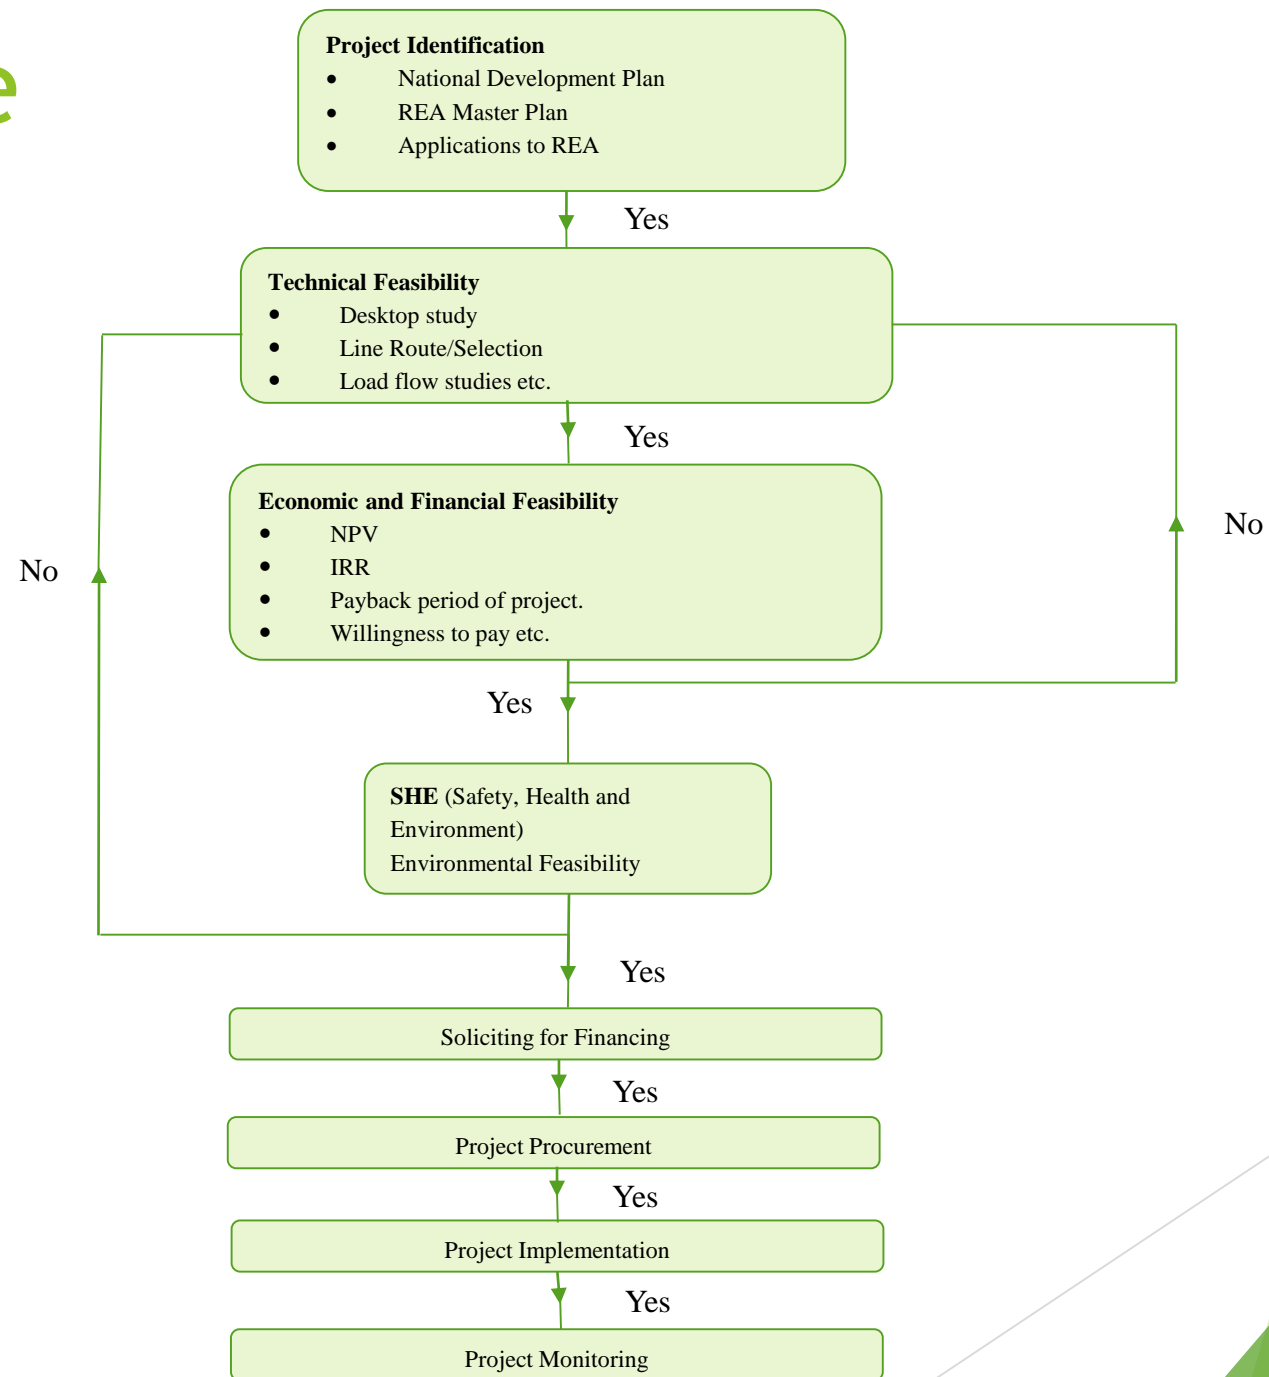 e
Project Identification
• National Development Plan
• REA Master Plan
• Applications to REA
Yes
Technical Feasibility
• Desktop study
• Line Route/Selection
• Load flow studies etc.
Yes
Economic and Financial Feasibility
• NPV
• IRR
• Payback period of project.
• Willingness to pay etc.
No
No
Yes
SHE (Safety, Health and
Environment)
Environmental Feasibility
Yes
Soliciting for Financing
Yes
Project Procurement
Yes
Project Implementation
Yes
Project Monitoring